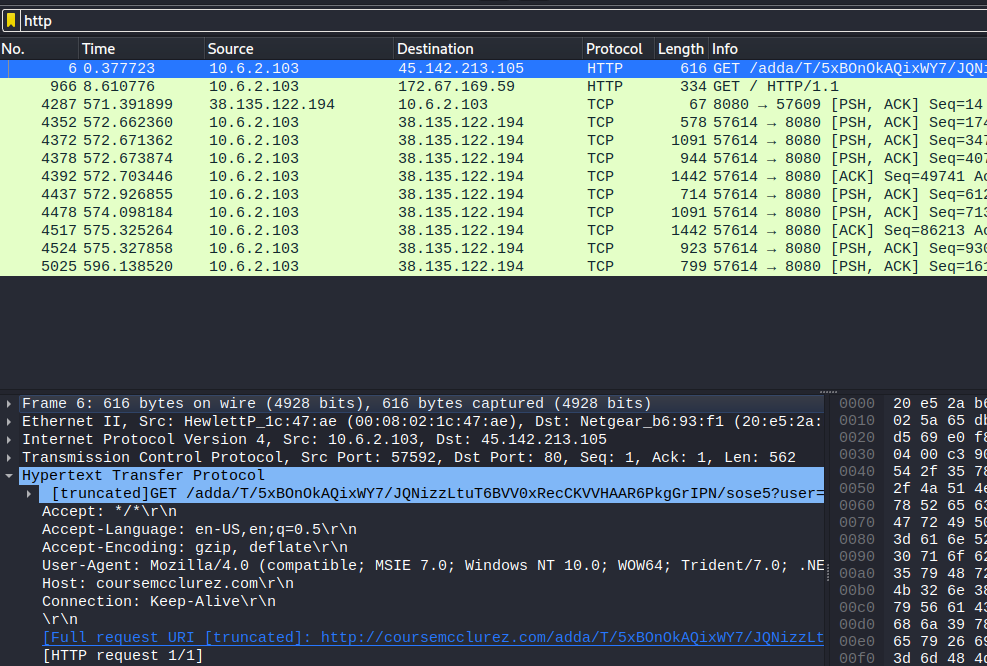 http
No. Time Source Destination Protocol Length Info
6 0.377723 10.6.2.103 45.142.213.105 HTTP 616 GET /adda/T/5xBOnOkAQixWY7/JQNi
966 8.610776 10.6.2.103 172.67.169.59 HTTP 334 GET / HTTP/1.1
4287 571.391899 38.135.122.194 10.6.2.103 TCP 67 8080 → 57609 [PSH, ACK] Seq=14
4352 572.662360 10.6.2.103 38.135.122.194 TCP 578 57614 → 8080 [PSH, ACK] Seq=174
4372 572.671362 10.6.2.103 38.135.122.194 TCP 1091 57614 → 8080 [PSH, ACK] Seq=347
4378 572.673874 10.6.2.103 38.135.122.194 TCP 944 57614 → 8080 [PSH, ACK] Seq=407
4392 572.703446 10.6.2.103 38.135.122.194 TCP 1442 57614 → 8080 [ACK] Seq=49741 Ac
4437 572.926855 10.6.2.103 38.135.122.194 TCP 714 57614 → 8080 [PSH, ACK] Seq=612
4478 574.098184 10.6.2.103 38.135.122.194 TCP 1091 57614 → 8080 [PSH, ACK] Seq=713
4517 575.325264 10.6.2.103 38.135.122.194 TCP 1442 57614 → 8080 [ACK] Seq=86213 Ac
4524 575.327858 10.6.2.103 38.135.122.194 TCP 923 57614 → 8080 [PSH, ACK] Seq=930
5025 596.138520 10.6.2.103 38.135.122.194 TCP 799 57614 → 8080 [PSH, ACK] Seq=161
Frame 6: 616 bytes on wire (4928 bits), 616 bytes captured (4928 bits)
Ethernet II, Src: HewlettP_1c:47:ae (00:08:02:1c:47:ae), Dst: Netgear_b6:93:f1 (20:e5:2a:
Internet Protocol Version 4, Src: 10.6.2.103, Dst: 45.142.213.105
Transmission Control Protocol, Src Port: 57592, Dst Port: 80, Seq: 1, Ack: 1, Len: 562
Hypertext Transfer Protocol
[truncated]GET /adda/T/5xBOnOkAQixWY7/JQNizzLtuT6BVV0xRecCKVVHAAR6PkgGrIPN/sose5?user=
Accept: */*\r\n
Accept-Language: en-US,en;q=0.5\r\n
Accept-Encoding: gzip, deflate\r\n
User-Agent: Mozilla/4.0 (compatible; MSIE 7.0; Windows NT 10.0; WOW64; Trident/7.0; .NE
Host: coursemcclurez.com\r\n
Connection: Keep-Alive\r\n
\r\n
[Full request URI [truncated]: http://coursemcclurez.com/adda/T/5xBOnOkAQixWY7/JQNizzLt
[HTTP request 1/1]
0000 20 e5 2a b6
0010 02 5a 65 db
0020 d5 69 e0 f8
0030 04 00 c3 90
0040 54 2f 35 78
0050 2f 4a 51 4e
0060 78 52 65 63
0070 47 72 49 50
0080 3d 61 6e 52
0090 30 71 6f 62
00a0 35 79 48 72
00b0 4b 32 6e 38
00c0 79 56 61 43
00d0 68 6a 39 78
00e0 65 79 26 69
00f0 3d 6d 48 4c